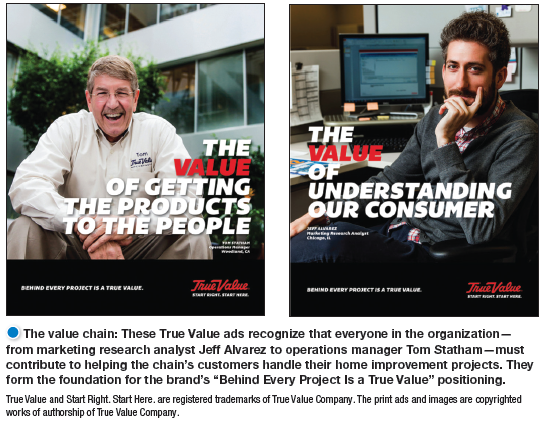 Tom
True Value
THE
VALUE
OF GETTING
THE PRODUCTS
TO THE PEOPLE
TOM STATHAM
Operations Manager
Woodland, CA
BEHIND EVERY PROJECT IS A TRUE VALUE.
True Value
START RIGHT. START HERE.
THE
VALUE
OF
UNDERSTANDING
OUR CONSUMER
JEFF ALVAREZ
Marketing Research Analyst
Chicago, IL
BEHIND EVERY PROJECT IS A TRUE VALUE.
True Value
START RIGHT. START HERE.
The value chain: These True Value ads recognize that everyone in the organization—
from marketing research analyst Jeff Alvarez to operations manager Tom Statham—must
contribute to helping the chain's customers handle their home improvement projects. They
form the foundation for the brand's “Behind Every Project Is a True Value” positioning.
True Value and Start Right. Start Here. are registered trademarks of True Value Company. The print ads and images are copyrighted
works of authorship of True Value Company.